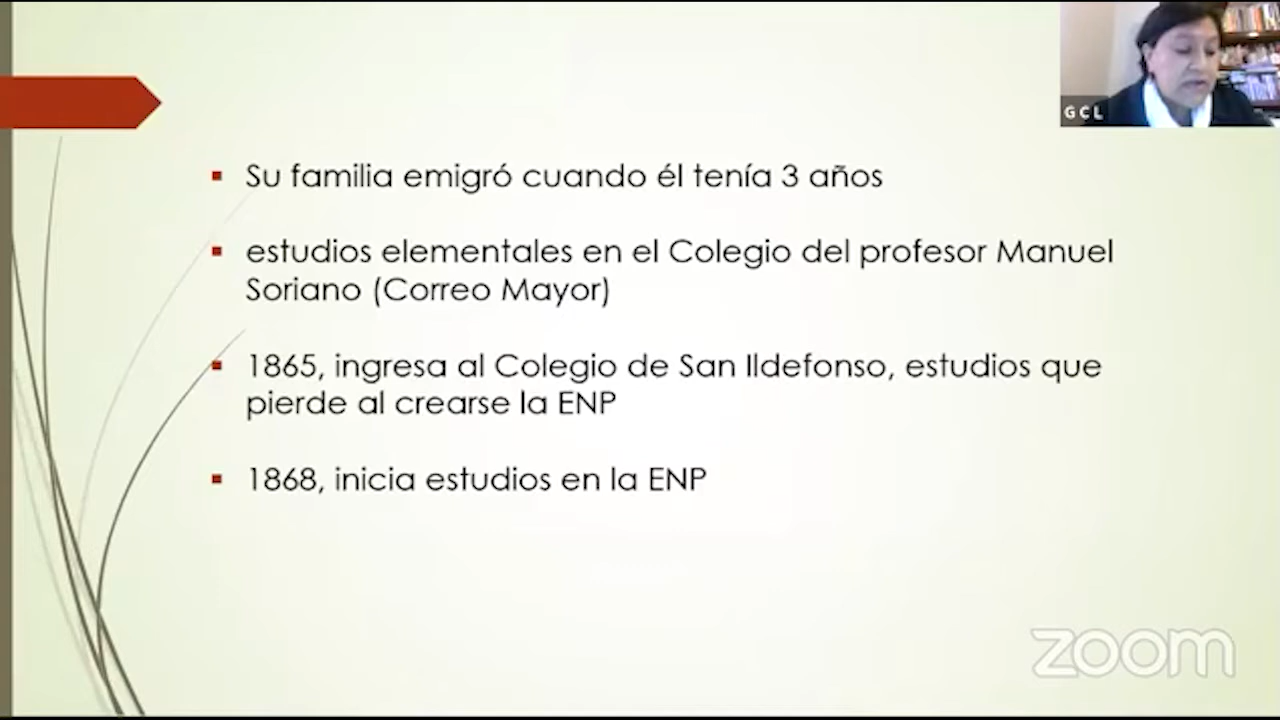 GCL
Su familia emigró cuando él tenía 3 años
estudios elementales en el Colegio del profesor Manuel
Soriano (Correo Mayor)
1865, ingresa al Colegio de San Ildefonso, estudios que
pierde al crearse la ENP
1868, inicia estudios en la ENP
zoom